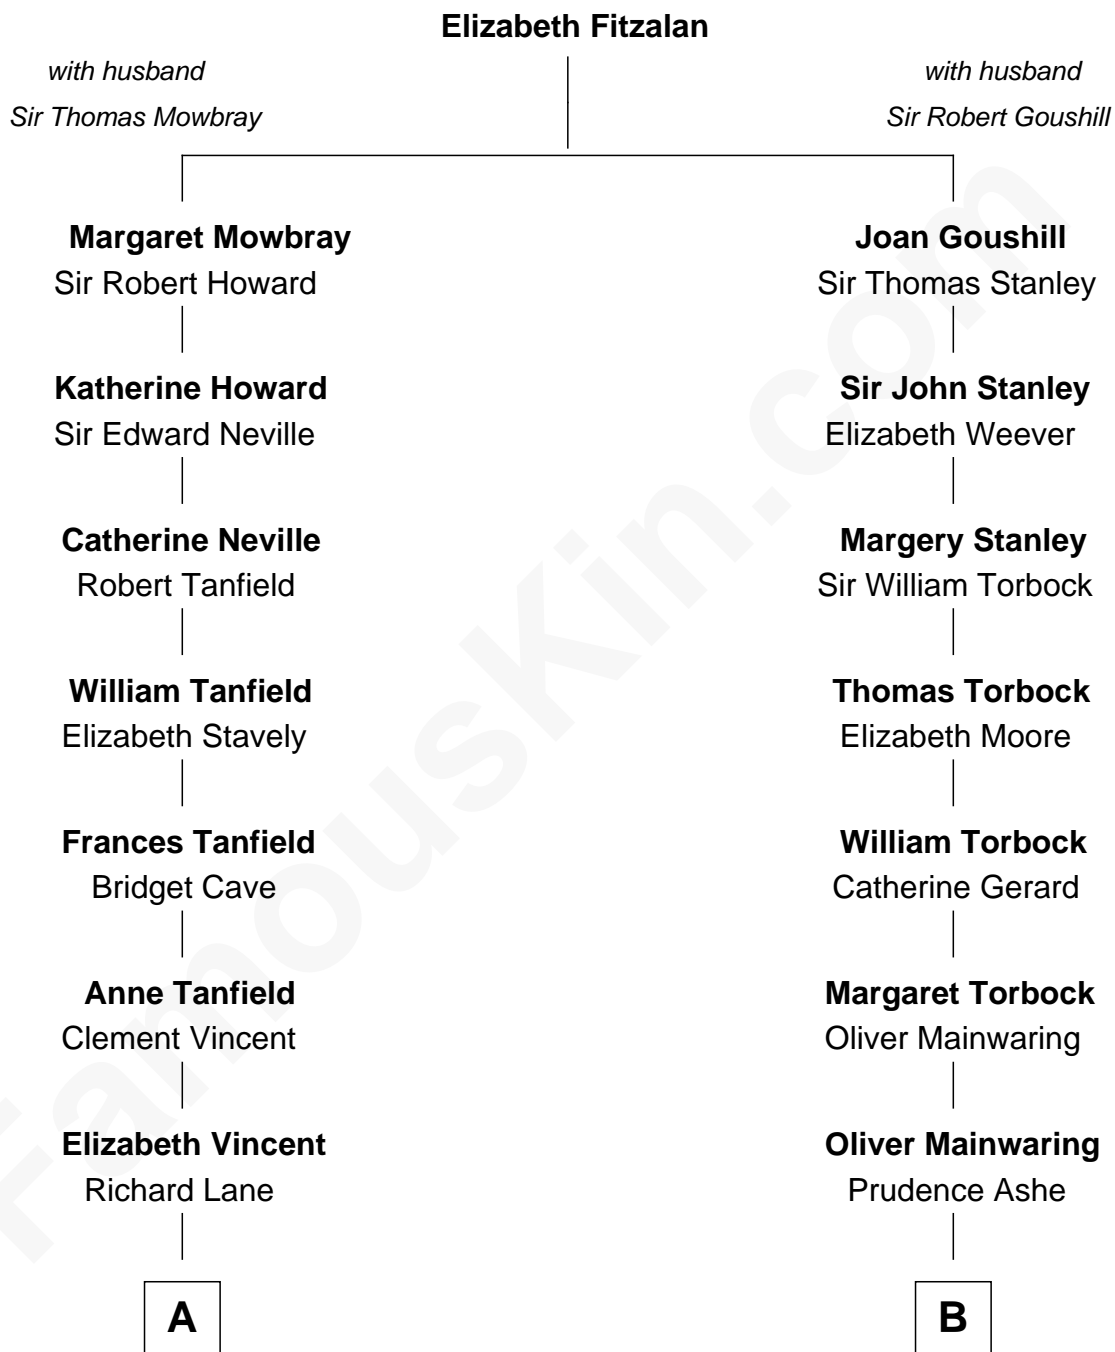 Elizabeth Fitzalan
with husband
Sir Thomas Mowbray
with husband
Sir Robert Goushill
Margaret Mowbray
Sir Robert Howard
Katherine Howard
Sir Edward Neville
Catherine Neville
Robert Tanfield
William Tanfield
Elizabeth Stavely
Frances Tanfield
Bridget Cave
Anne Tanfield
Clement Vincent
Elizabeth Vincent
Richard Lane
A
Joan Goushill
Sir Thomas Stanley
Sir John Stanley
Elizabeth Weever
Margery Stanley
Sir William Torbock
Thomas Torbock
Elizabeth Moore
William Torbock
Catherine Gerard
Margaret Torbock
Oliver Mainwaring
Oliver Mainwaring
Prudence Ashe
B
FamousKin.com